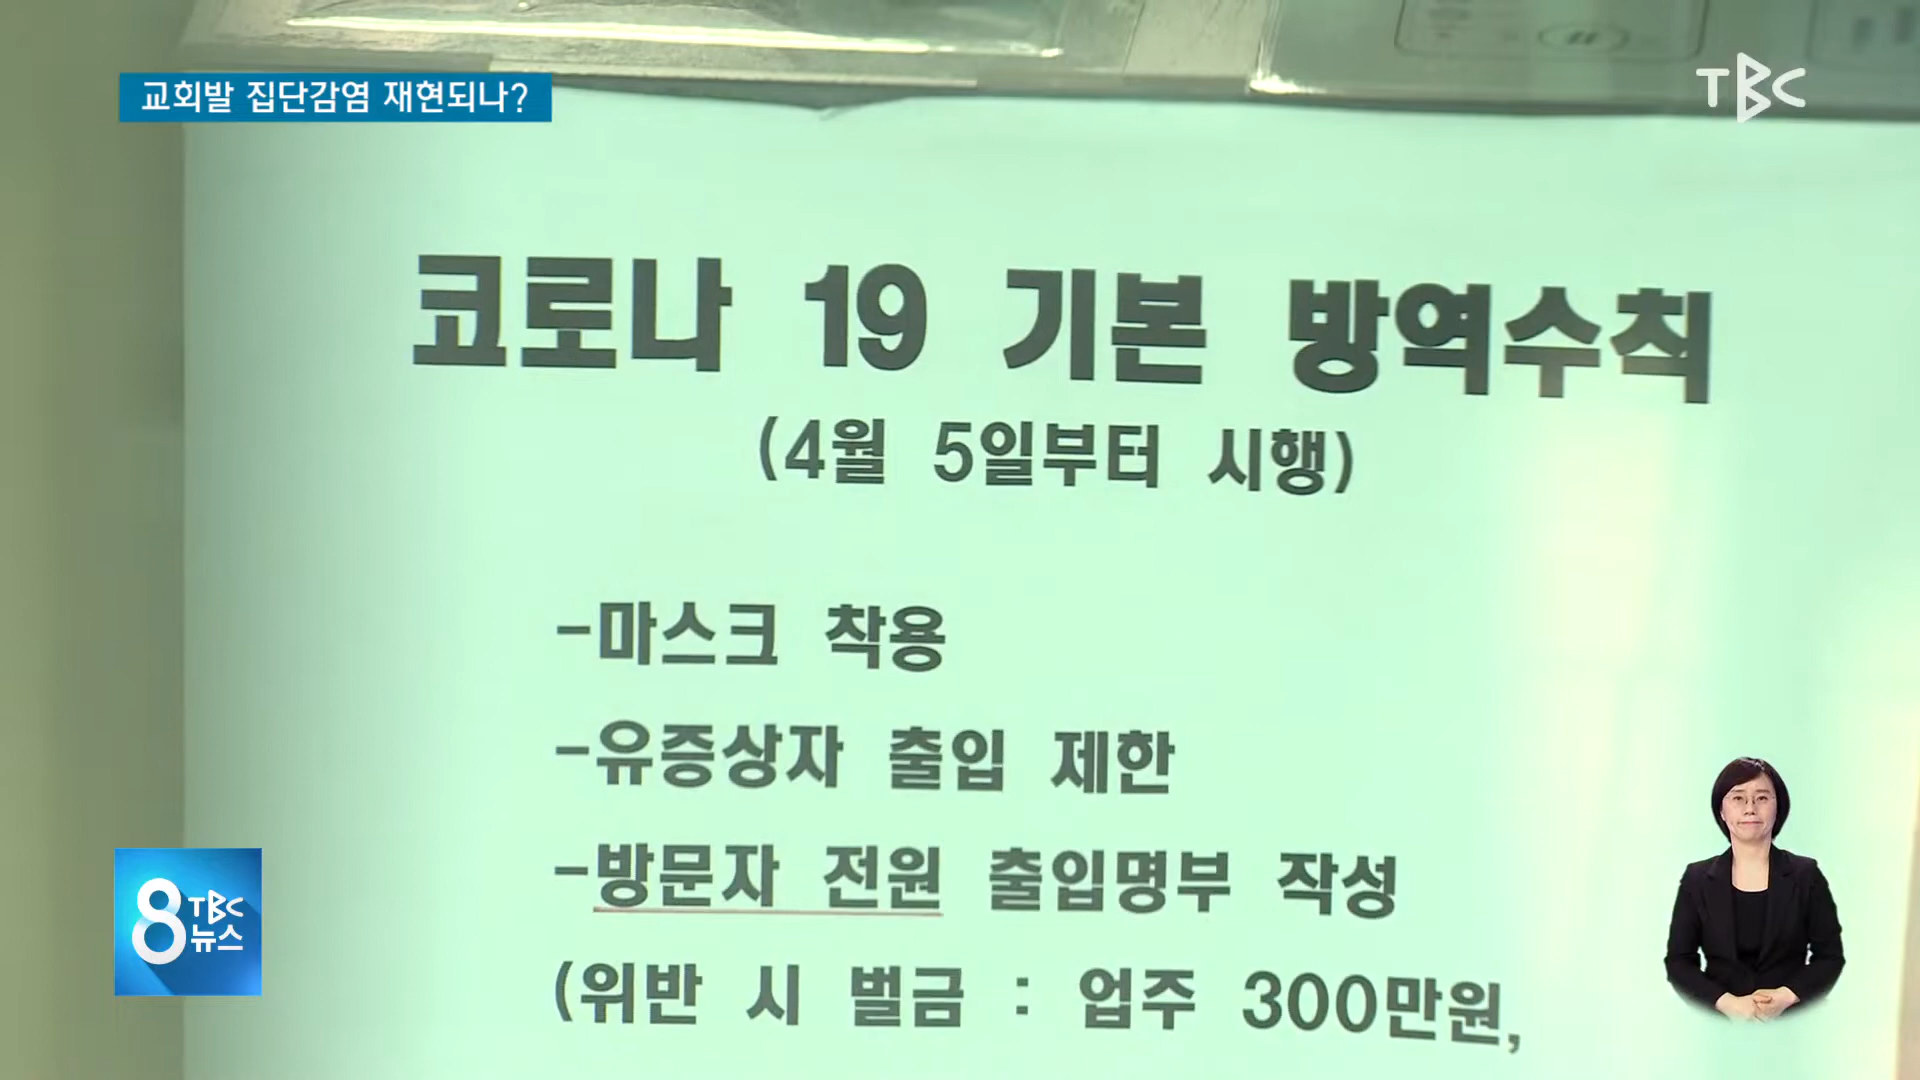 교회발 집단감염 재현되나?
TBC
코로나 19 기본 방역수칙
(4월 5일부터 시행)
-마스크 착용
-유증상자 출입 제한
-방문자 전원 출입명부 작성
(위반 시 벌금 : 업주 300만원,
8 TBC
뉴스